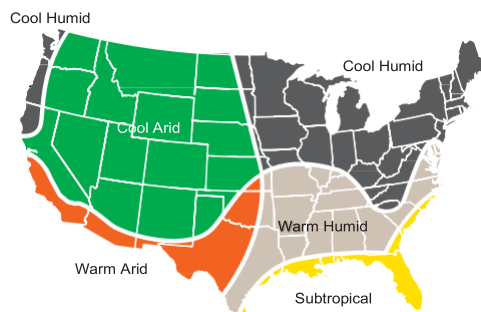 Cool Humid
Cool Humid
Cool Arid
Warm Humid
Warm Arid
Subtropical